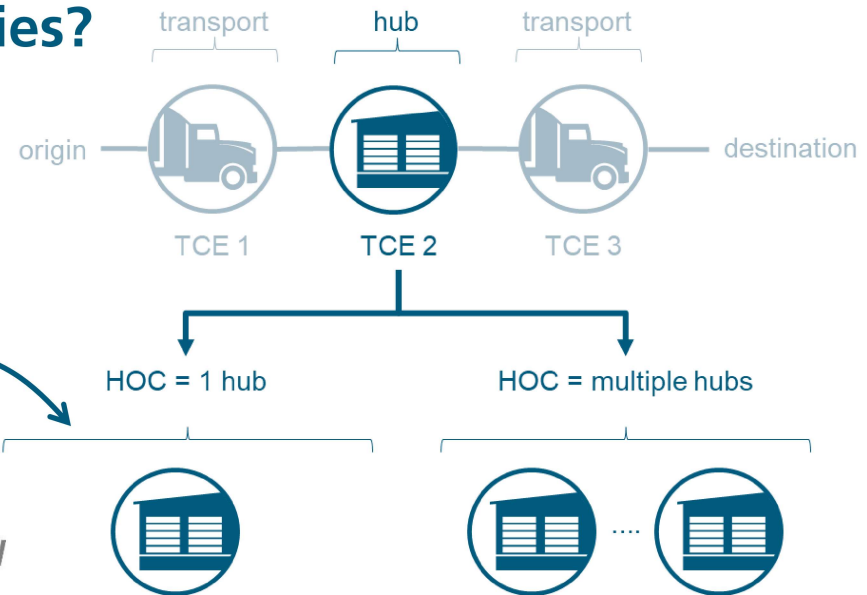 ies?
transport hub transport
origin destination
TCE 1 TCE 2 TCE 3
HOC = 1 hub HOC = multiple hubs
....